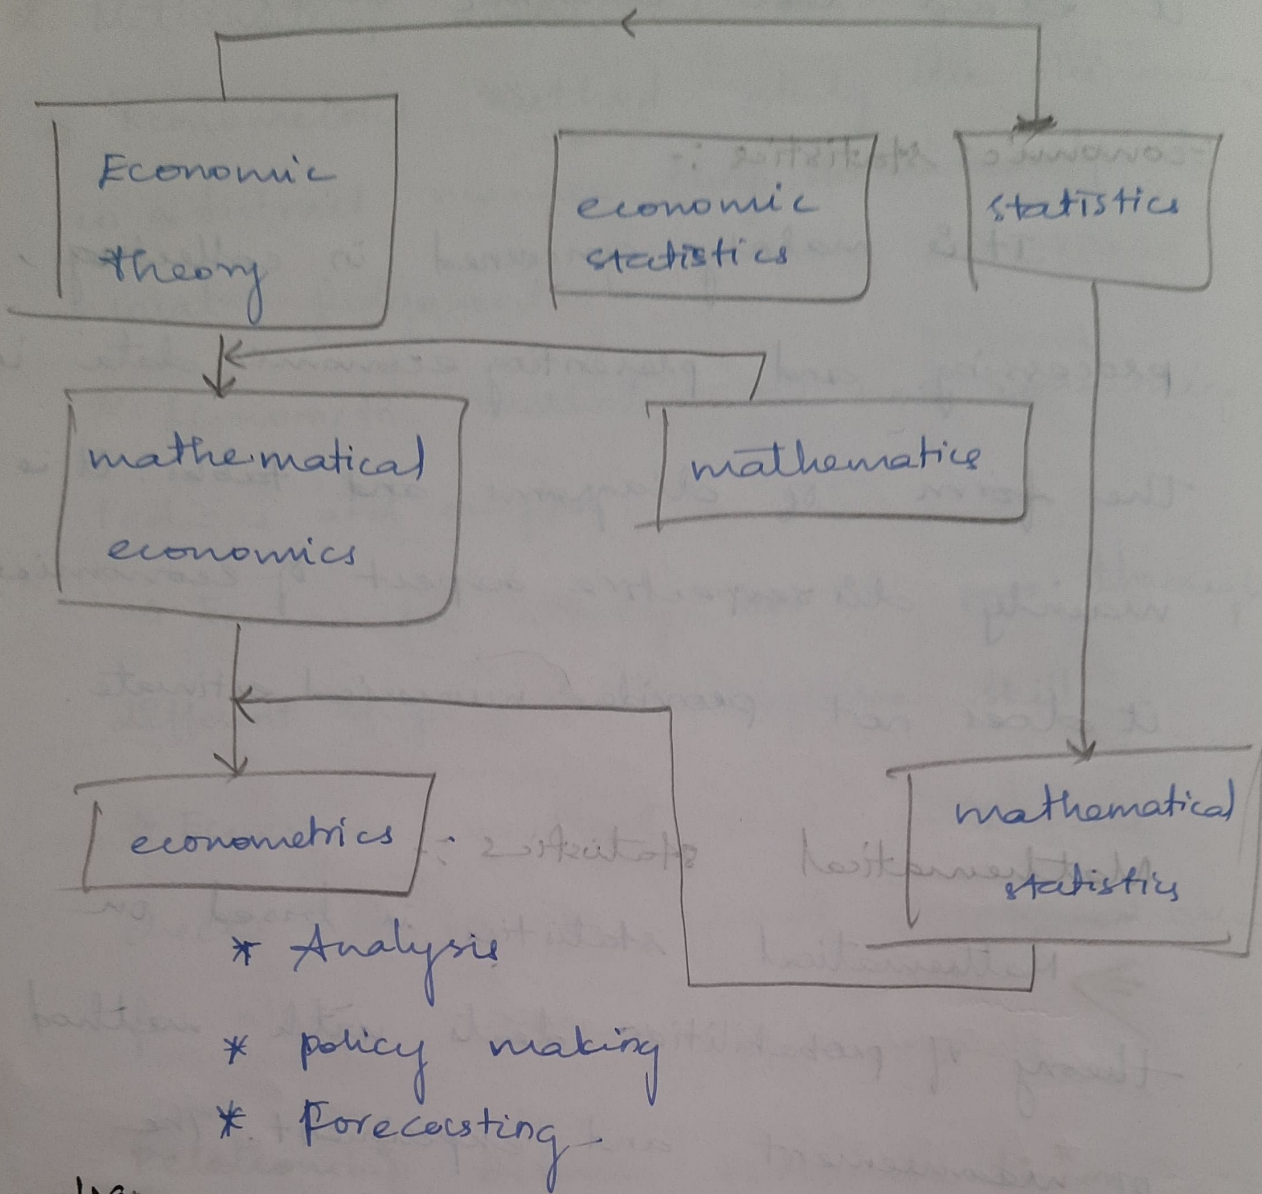 Economic
theory
economic
statistics
statistics
mathematical
economics
mathematics
econometrics
mathematical
statistics
* Analysis
* policy making
* Forecasting